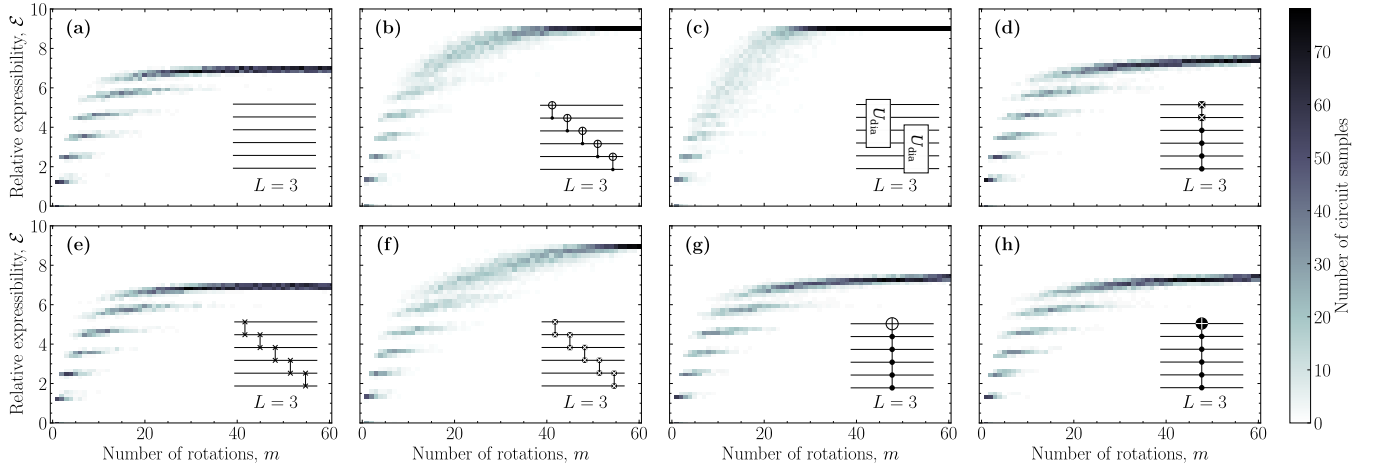 (a)
(b)
(c)
(d)
Relative expressibility, ℰ
10
8
6
4
2
0
L = 3
L = 3
U_dia
U_dia
L = 3
L = 3
(e)
(f)
(g)
(h)
Relative expressibility, ℰ
10
8
6
4
2
0
L = 3
L = 3
L = 3
L = 3
0 20 40 60
0 20 40 60
0 20 40 60
0 20 40 60
Number of rotations, m
Number of rotations, m
Number of rotations, m
Number of rotations, m
70
60
50
40
30
20
10
0
Number of circuit samples